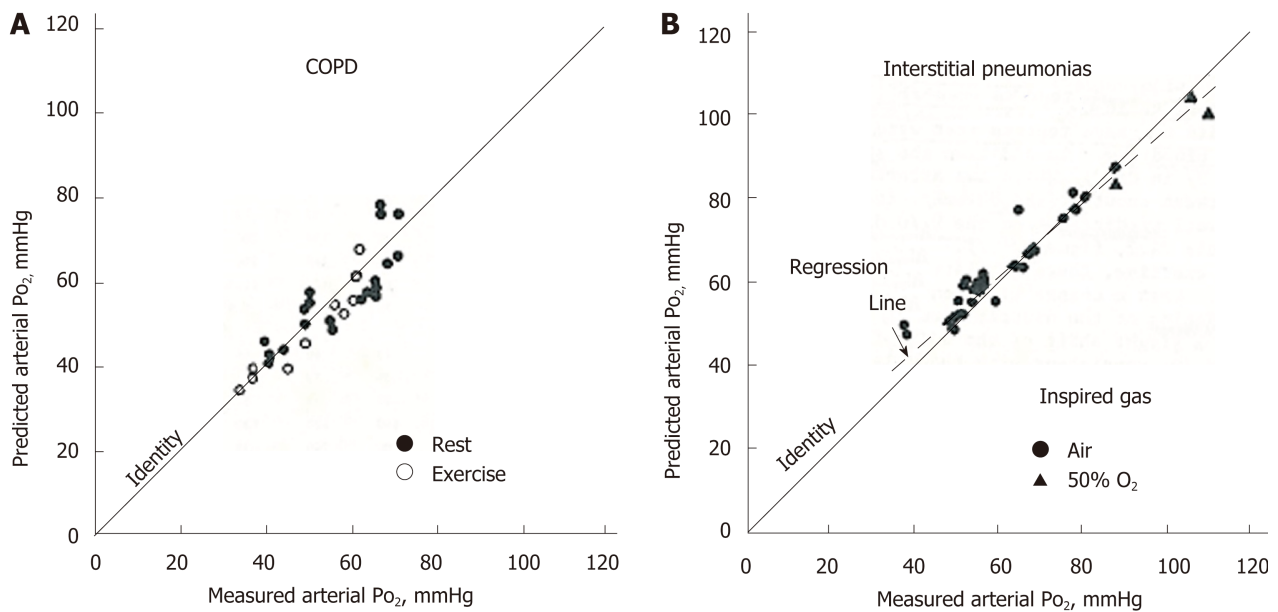 A
COPD
Predicted arterial Po2, mmHg
120
100
80
60
40
20
0
Identity
Rest
Exercise
0 20 40 60 80 100 120
Measured arterial Po2, mmHg
B
Interstitial pneumonias
Predicted arterial Po2, mmHg
120
100
80
60
40
20
0
Regression
Line
Identity
Inspired gas
Air
50% O2
0 20 40 60 80 100 120
Measured arterial Po2, mmHg